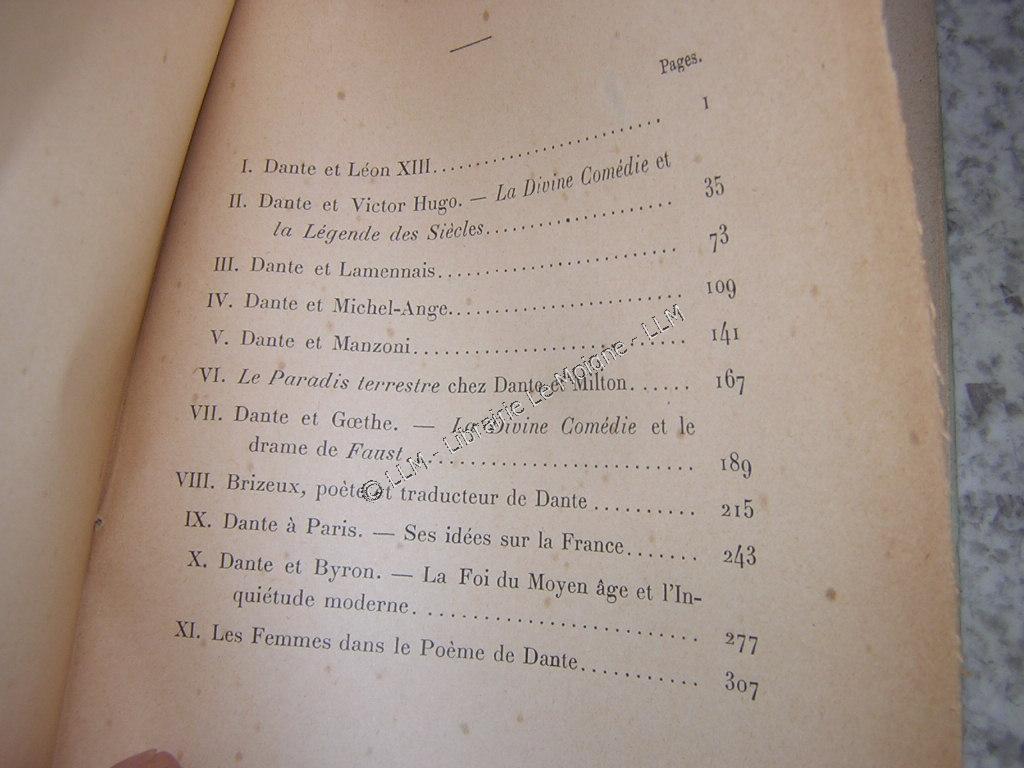 Pages.
I. Dante et Léon XIII.................... 1
II. Dante et Victor Hugo. — La Divine Comédie et
la Légende des Siècles.................... 35
III. Dante et Lamennais.................... 73
IV. Dante et Michel-Ange.................... 109
V. Dante et Manzoni.................... 141
VI. Le Paradis terrestre chez Dante et Milton...... 167
VII. Dante et Gœthe. — La Divine Comédie et le
drame de Faust.................... 189
VIII. Brizeux, poète et traducteur de Dante.......... 215
IX. Dante à Paris. — Ses idées sur la France....... 243
X. Dante et Byron. — La Foi du Moyen âge et l'In-
quiétude moderne.................... 277
XI. Les Femmes dans le Poème de Dante........... 307
© LLM - Librairie Le Moigne - LLM